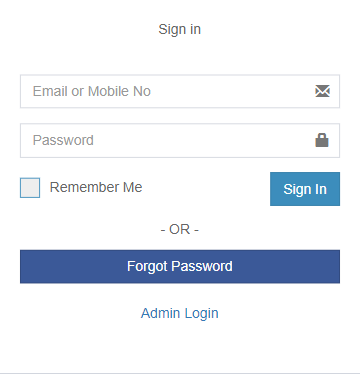 Sign in
Email or Mobile No
Password
Remember Me
Sign In
- OR -
Forgot Password
Admin Login